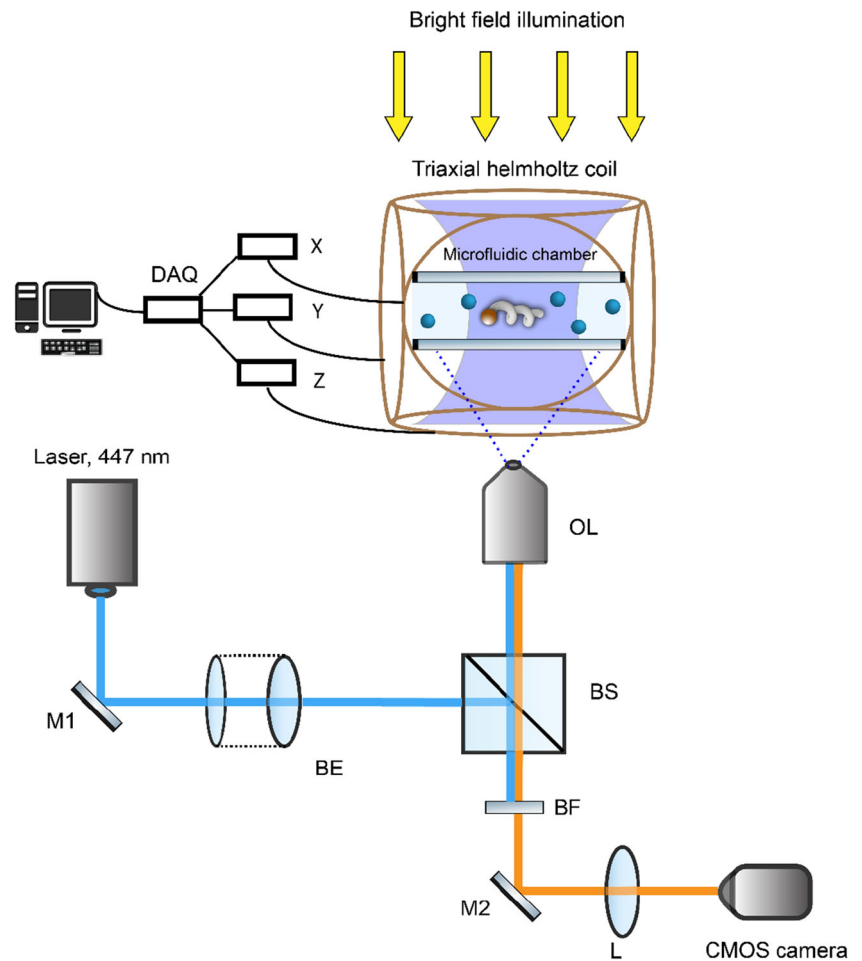 Bright field illumination
Triaxial helmholtz coil
Microfluidic chamber
X
DAQ
Y
Z
Laser, 447 nm
OL
M1
BE
BS
BF
M2
L
CMOS camera